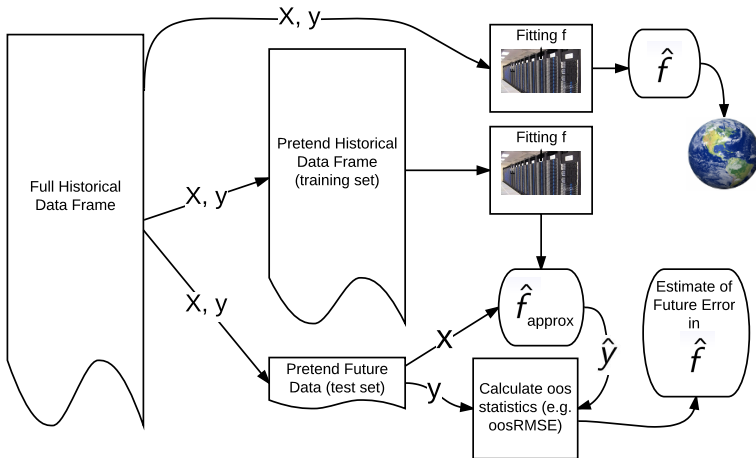 X, y
Fitting f
f̂
Full Historical
Data Frame
X, y
Pretend Historical
Data Frame
(training set)
Fitting f
X, y
f̂ approx
Pretend Future
Data (test set)
X
y
ŷ
Calculate oos
statistics (e.g.
oosRMSE)
Estimate of
Future Error
in
f̂